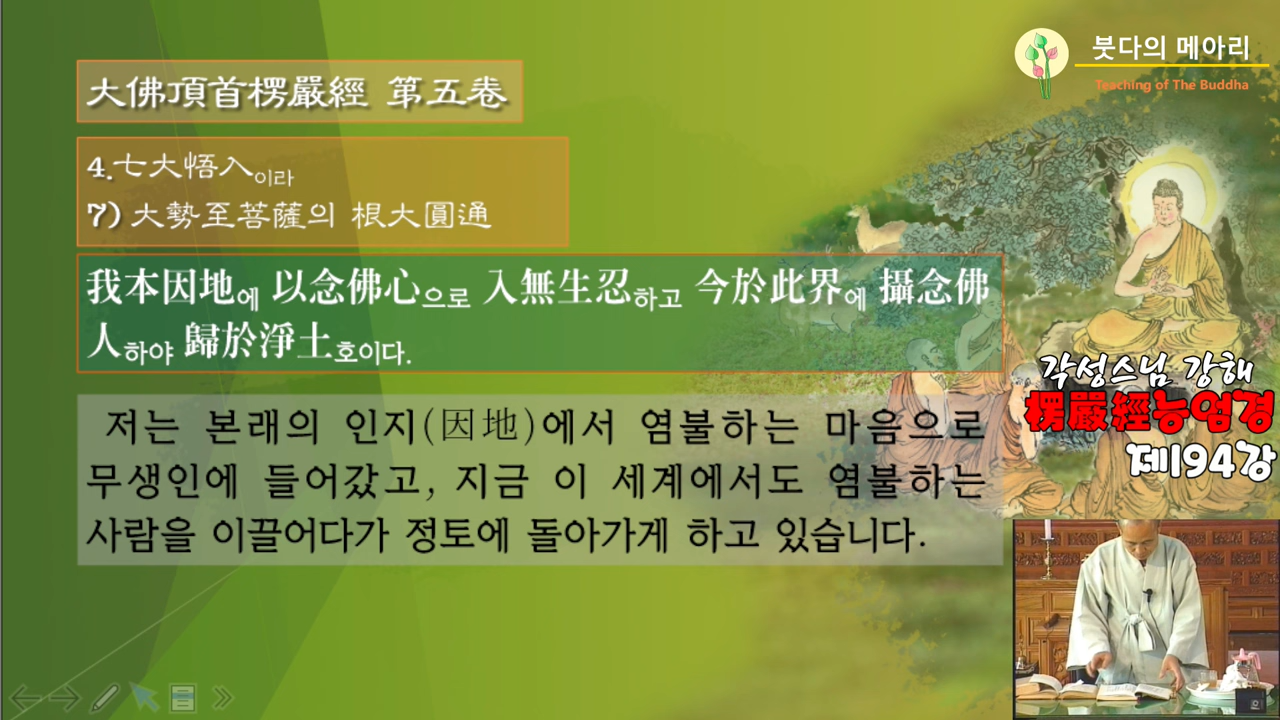 大佛頂首楞嚴經 第五卷
붓다의 메아리
Teaching of The Buddha
4.七大悟入이라
7) 大勢至菩薩의 根大圓通
我本因地에 以念佛心으로 入無生忍하고 今於此界에 攝念佛
人하야 歸於淨土호이다.
저는 본래의 인지(因地)에서 염불하는 마음으로
무생인에 들어갔고, 지금 이 세계에서도 염불하는
사람을 이끌어다가 정토에 돌아가게 하고 있습니다.
각성스님 강해
楞嚴經능엄경
제194강